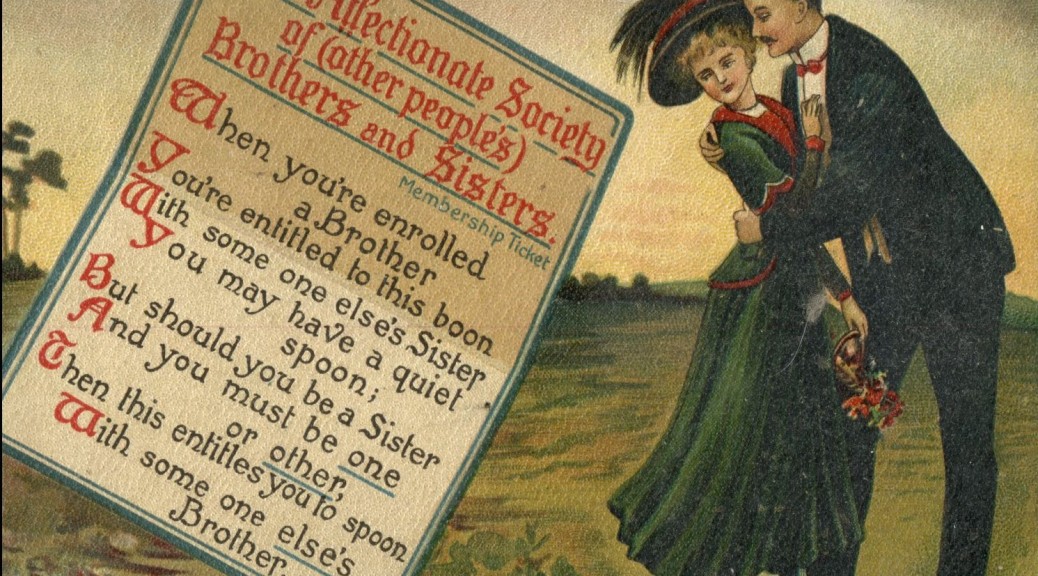 Affectionate Society
of (other people's)
Brothers and Sisters.
Membership Ticket
When you're enrolled
a Brother
You're entitled to this boon
With some one else's Sister
You may have a quiet
spoon;
But should you be a Sister
And you must be one
or other,
Then this entitles you to spoon
With some one else's
Brother.